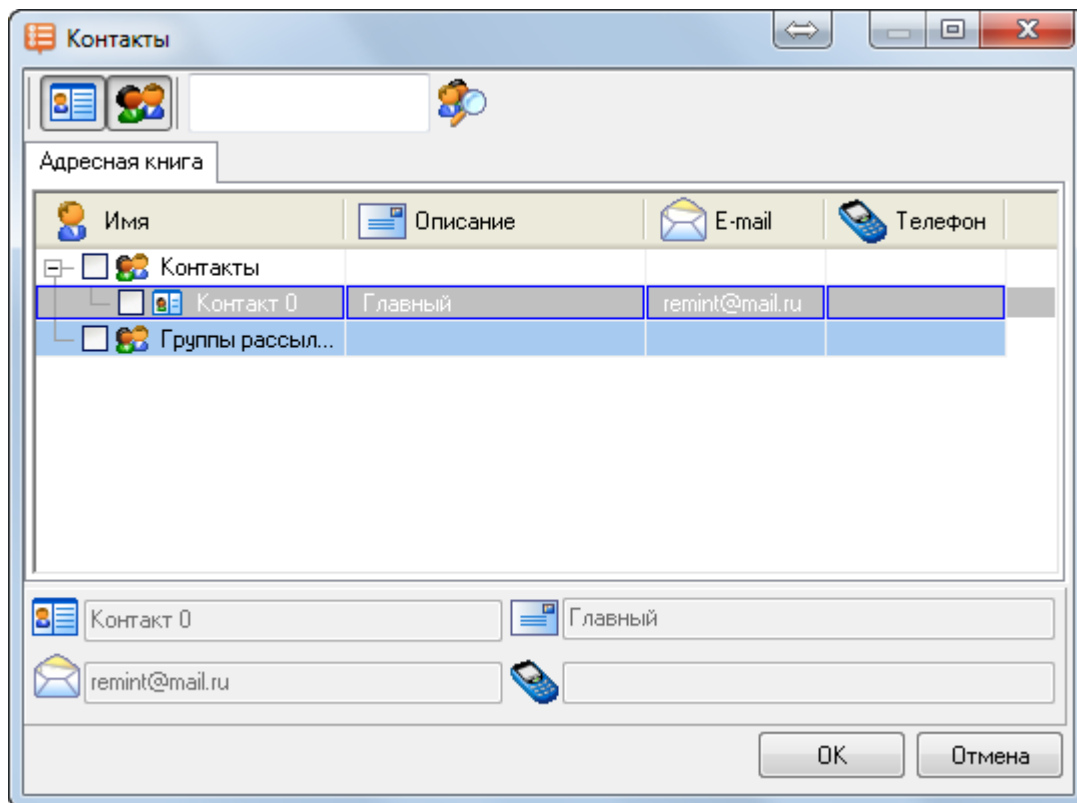 Контакты
Адресная книга
Имя Описание E-mail Телефон
Контакты
Контакт 0 Главный remint@mail.ru
Группы рассыл...
Контакт 0 Главный
remint@mail.ru
OK Отмена